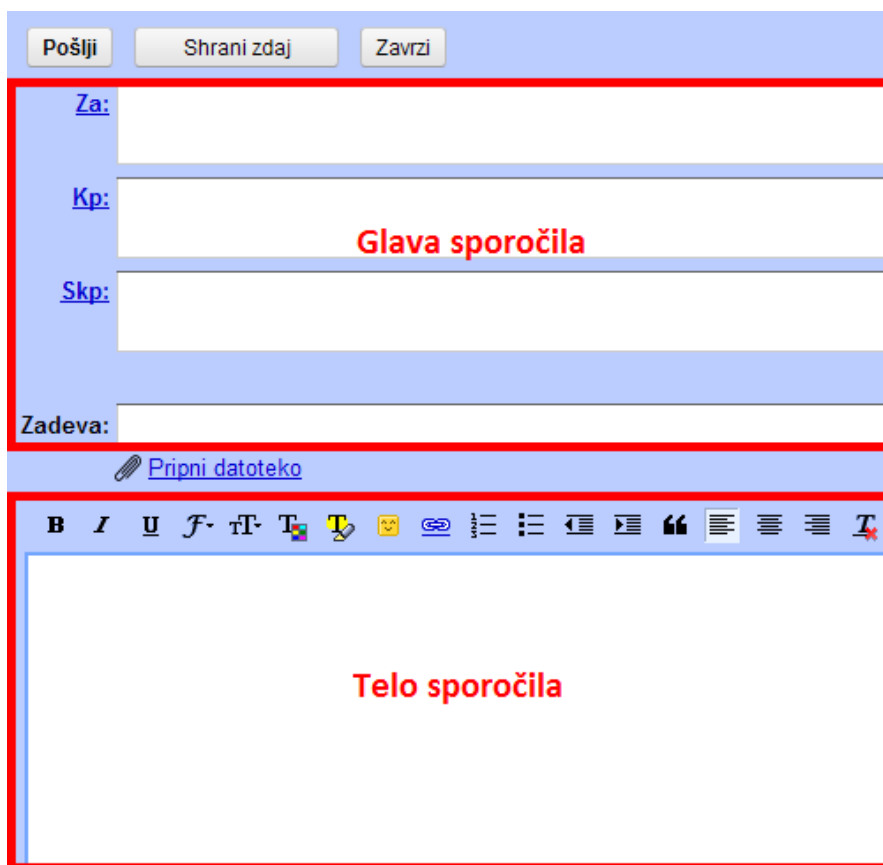 Pošlji Shrani zdaj Zavrzi
Za:
Kp:
Glava sporočila
Skp:
Zadeva:
Pripni datoteko
Telo sporočila